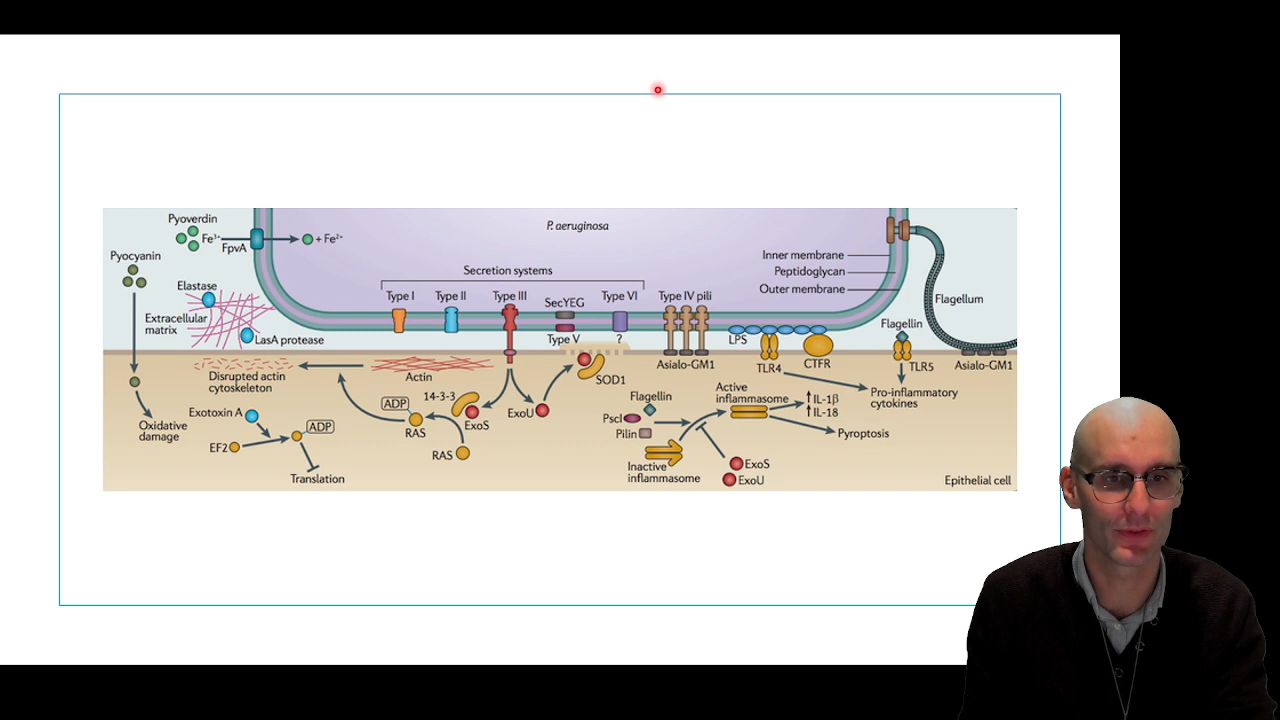 Pyoverdin
Fe³⁺
FpvA
+ Fe²⁺
P. aeruginosa
Pyocyanin
Inner membrane
Peptidoglycan
Outer membrane
Secretion systems
Elastase
Type I
Type II
Type III
SecYEG
Type V
Type VI
?
Type IV pili
Flagellum
Extracellular
matrix
LasA protease
LPS
Flagellin
Asialo-GM1
TLR4
CTFR
TLR5
Asialo-GM1
Disrupted actin
cytoskeleton
Actin
SOD1
14-3-3
ADP
RAS
ExoS
ExoU
RAS
Oxidative
damage
Exotoxin A
EF2
ADP
Translation
Flagellin
PscI
Pilin
Inactive
inflammasome
Active
inflammasome
IL-1β
IL-18
Pyroptosis
Pro-inflammatory
cytokines
ExoS
ExoU
Epithelial cell